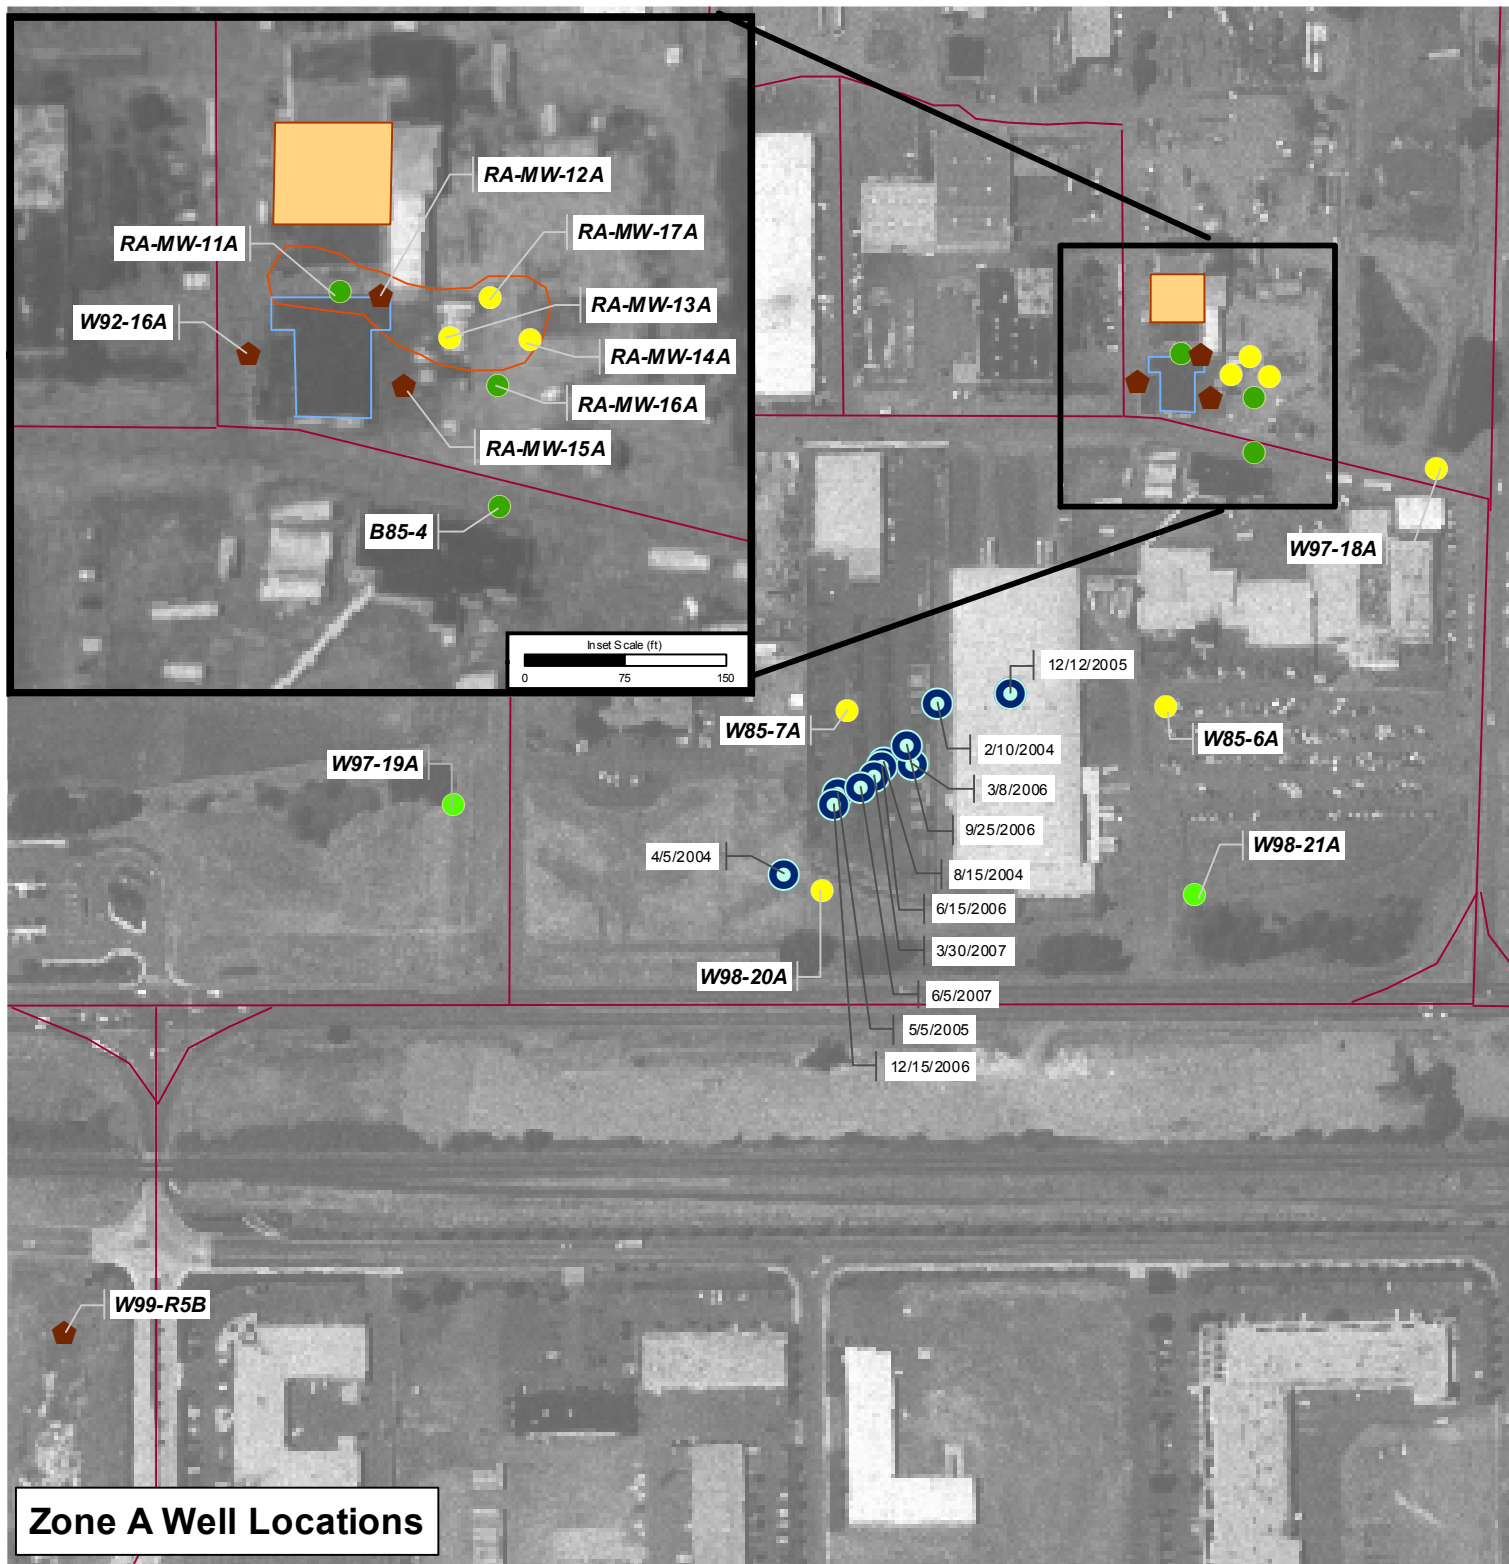 RA-MW-12A
RA-MW-11A
RA-MW-17A
RA-MW-13A
W92-16A
RA-MW-14A
RA-MW-16A
RA-MW-15A
B85-4
W97-18A
Inset Scale (ft)
0 75 150
12/12/2005
W85-7A
W85-6A
2/10/2004
W97-19A
3/8/2006
9/25/2006
W98-21A
4/5/2004
8/15/2004
6/15/2006
3/30/2007
W98-20A
6/5/2007
5/5/2005
12/15/2006
W99-R5B
Zone A Well Locations